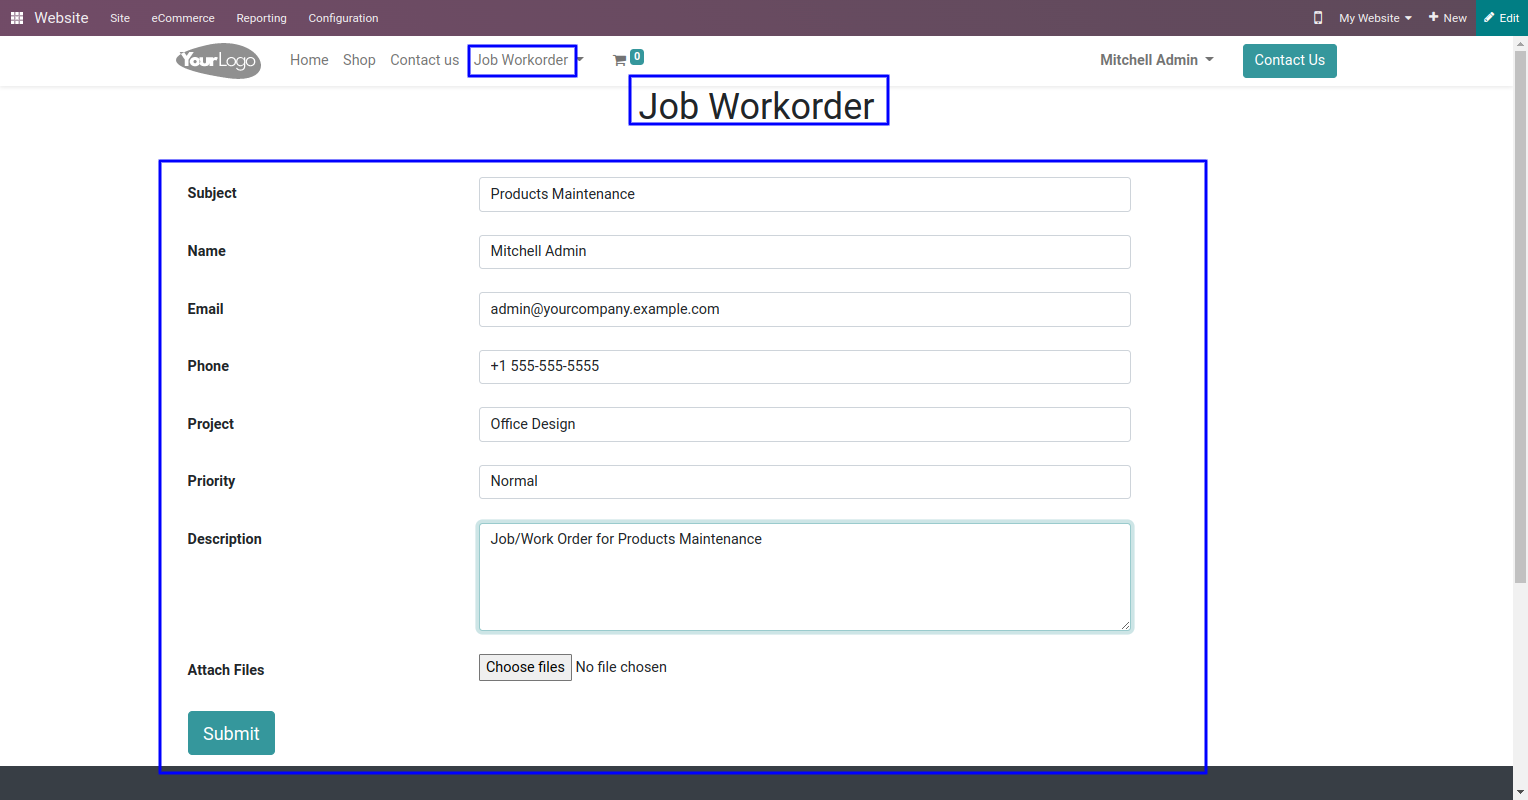 Website Site eCommerce Reporting Configuration My Website New Edit
YourLogo Home Shop Contact us Job Workorder 0 Mitchell Admin Contact Us
Job Workorder
Subject Products Maintenance
Name Mitchell Admin
Email admin@yourcompany.example.com
Phone +1 555-555-5555
Project Office Design
Priority Normal
Description Job/Work Order for Products Maintenance
Attach Files Choose files No file chosen
Submit